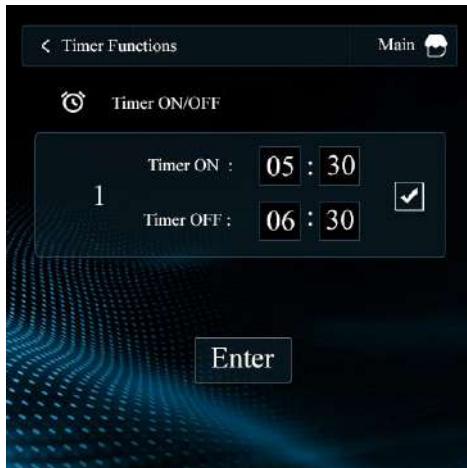 Timer Functions Main
Timer ON/OFF
1
Timer ON : 05 : 30
Timer OFF : 06 : 30
Enter